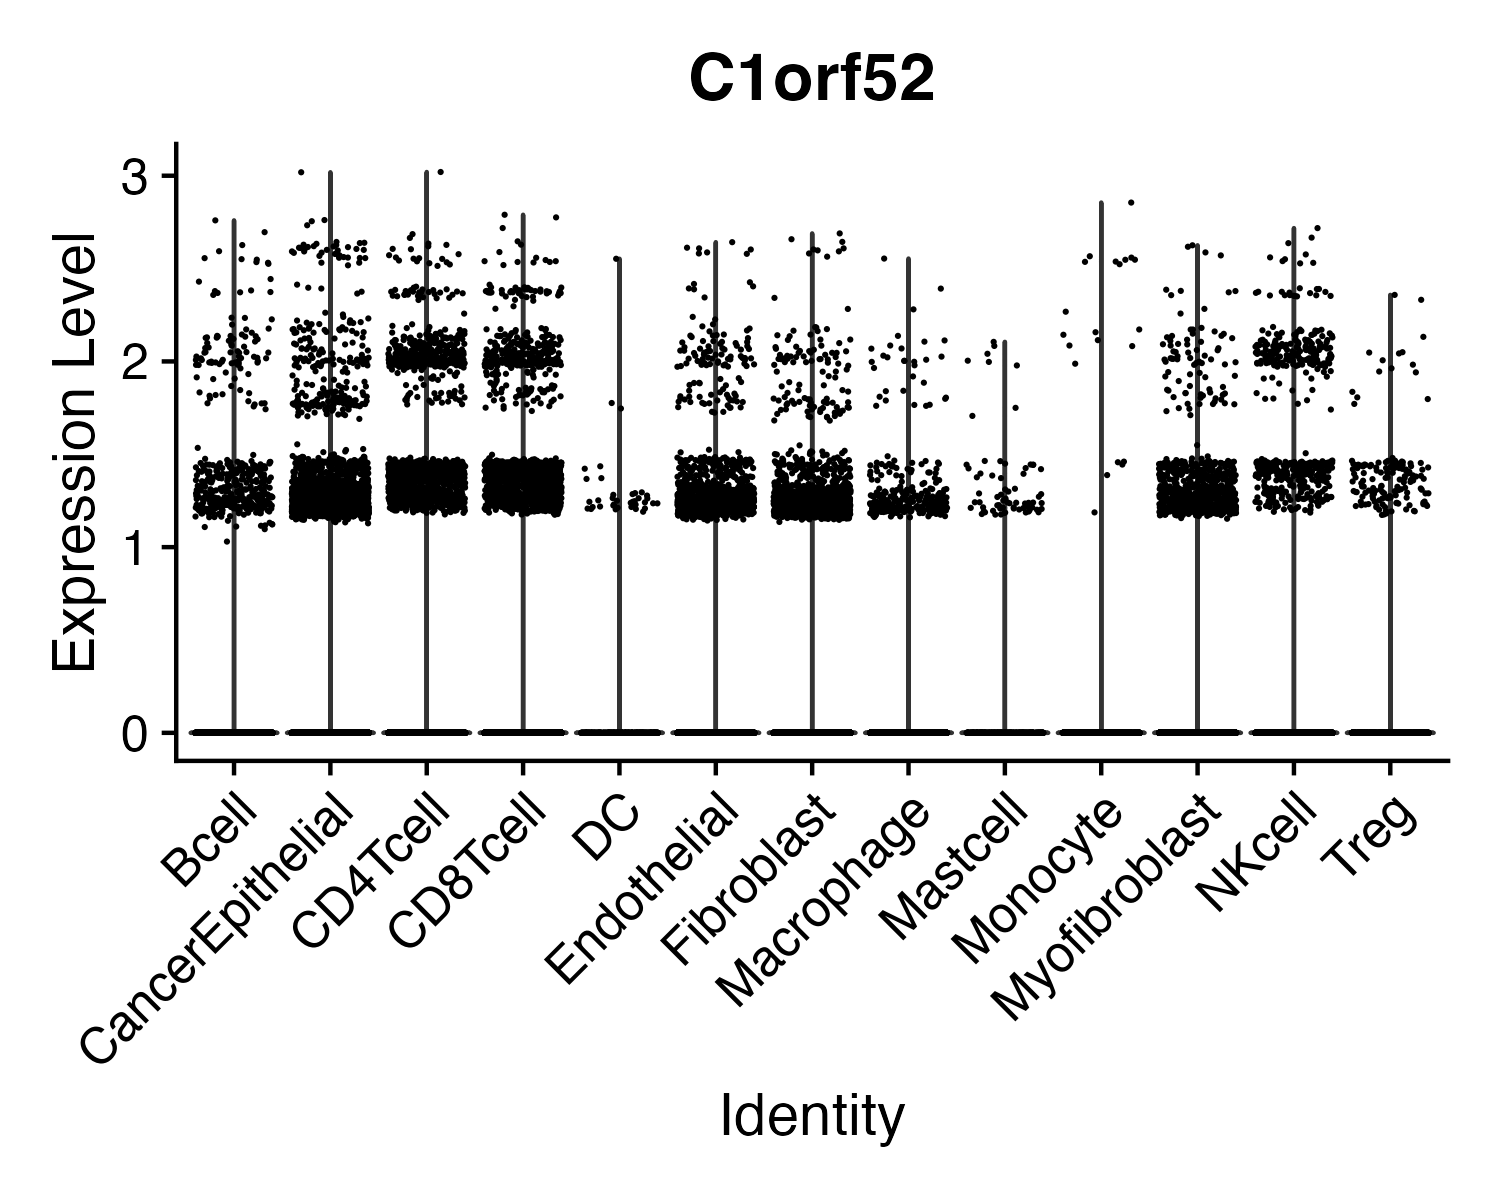 C1orf52
Expression Level
3
2
1
0
Bcell
CancerEpithelial
CD4Tcell
CD8Tcell
DC
Endothelial
Fibroblast
Macrophage
Mastcell
Monocyte
Myofibroblast
NKcell
Treg
Identity